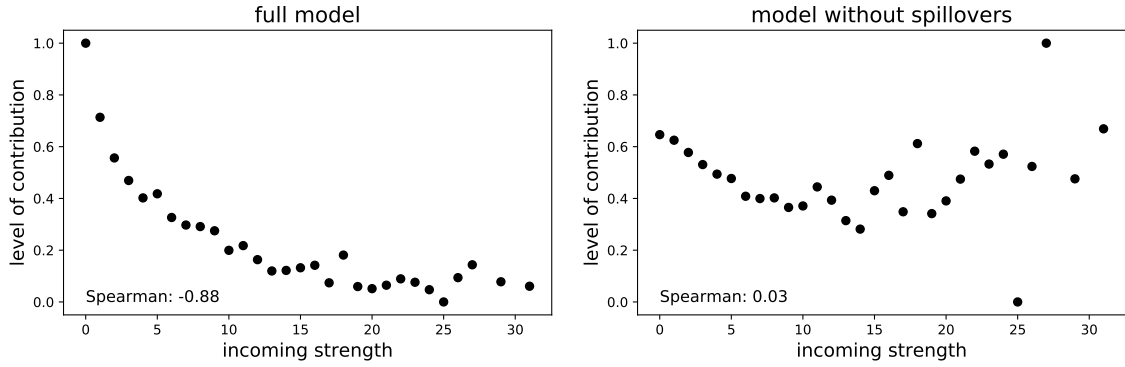 full model
level of contribution
1.0
0.8
0.6
0.4
0.2
0.0
Spearman: -0.88
0 5 10 15 20 25 30
incoming strength
model without spillovers
level of contribution
1.0
0.8
0.6
0.4
0.2
0.0
Spearman: 0.03
0 5 10 15 20 25 30
incoming strength